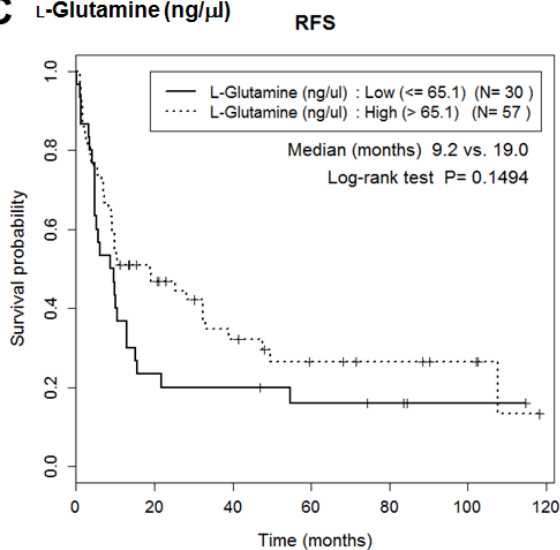 C L-Glutamine (ng/μl)
RFS
L-Glutamine (ng/ul) : Low (<= 65.1) (N= 30 )
L-Glutamine (ng/ul) : High (> 65.1) (N= 57 )
Median (months) 9.2 vs. 19.0
Log-rank test P= 0.1494
Survival probability
1.0
0.8
0.6
0.4
0.2
0.0
0 20 40 60 80 100 120
Time (months)